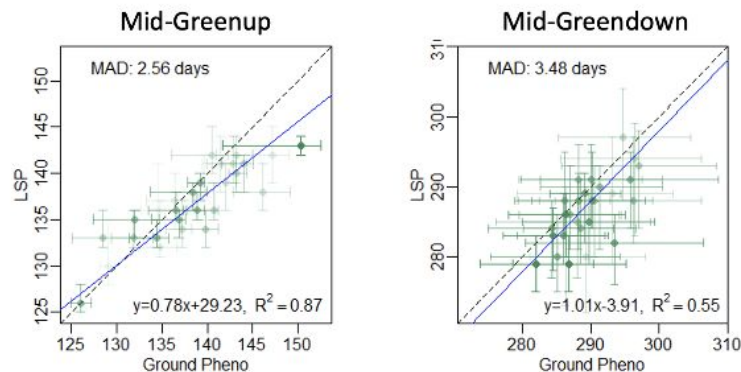 Mid-Greenup
MAD: 2.56 days
150
145
140
135
130
125
LSP
y=0.78x+29.23, R² = 0.87
125 130 135 140 145 150
Ground Pheno
Mid-Greendown
MAD: 3.48 days
310
300
290
280
LSP
y=1.01x-3.91, R² = 0.55
280 290 300 310
Ground Pheno